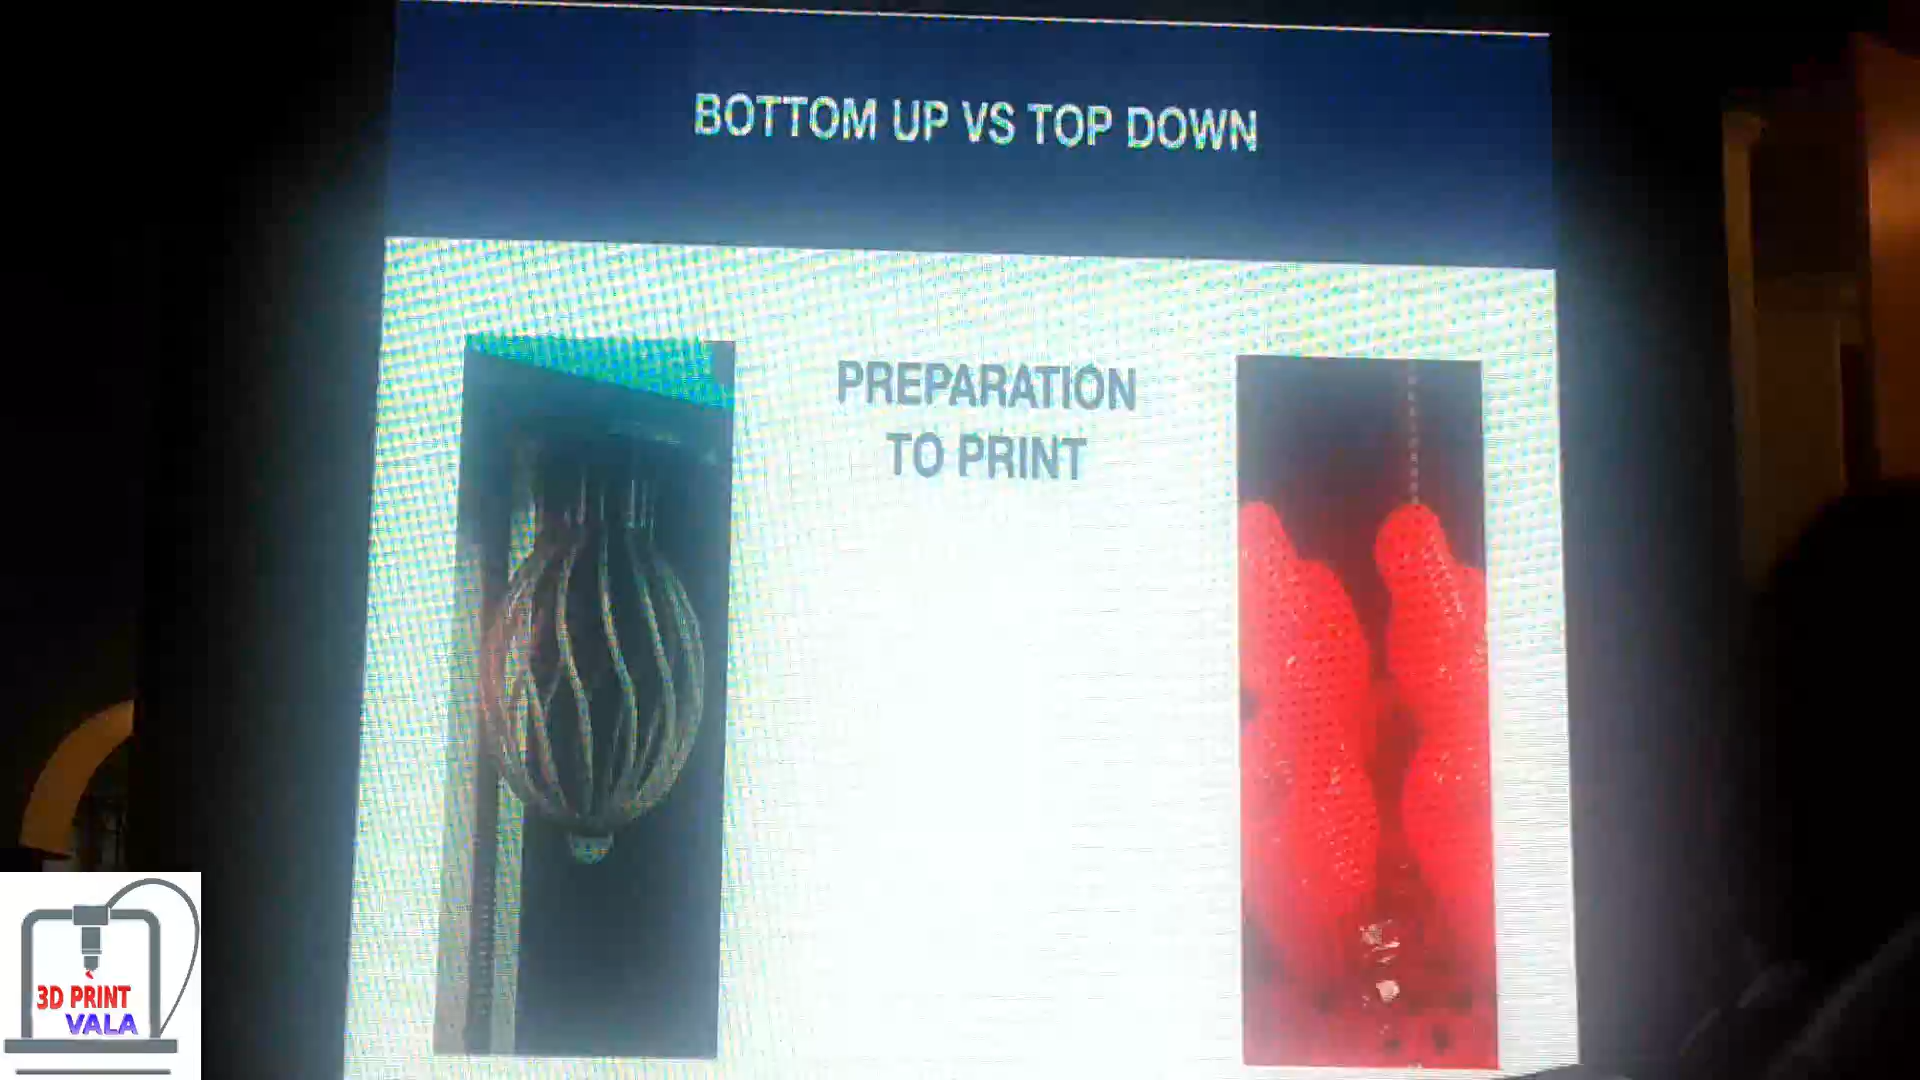 BOTTOM UP VS TOP DOWN
PREPARATION
TO PRINT
3D PRINT
VALA